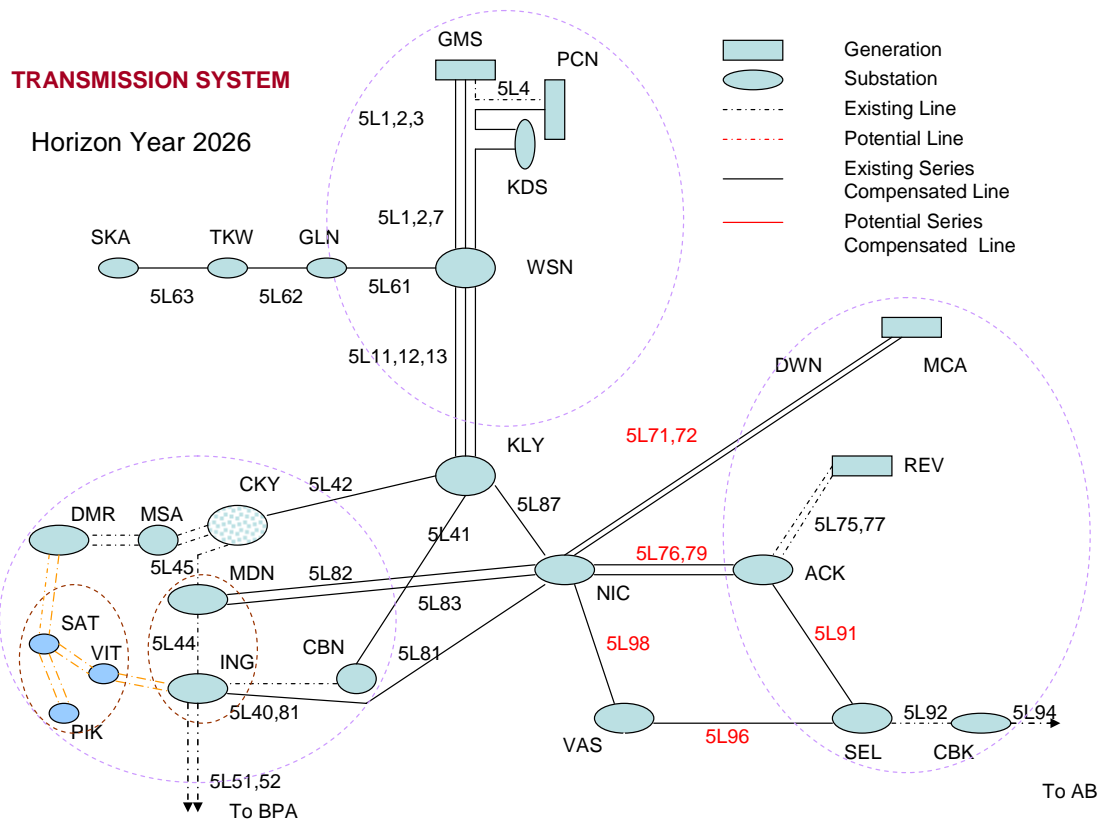 TRANSMISSION SYSTEM
Horizon Year 2026
GMS
PCN
5L4
5L1,2,3
KDS
5L1,2,7
SKA
TKW
GLN
WSN
5L63
5L62
5L61
5L11,12,13
Generation
Substation
Existing Line
Potential Line
Existing Series
Compensated Line
Potential Series
Compensated Line
DWN
MCA
5L71,72
KLY
REV
CKY
5L42
5L87
DMR
MSA
5L41
5L75,77
5L45
MDN
5L82
5L76,79
NIC
ACK
5L83
SAT
5L44
VIT
CBN
5L81
5L98
5L91
ING
PIK
5L40,81
5L92
5L94
VAS
5L96
SEL
CBK
5L51,52
To BPA
To AB